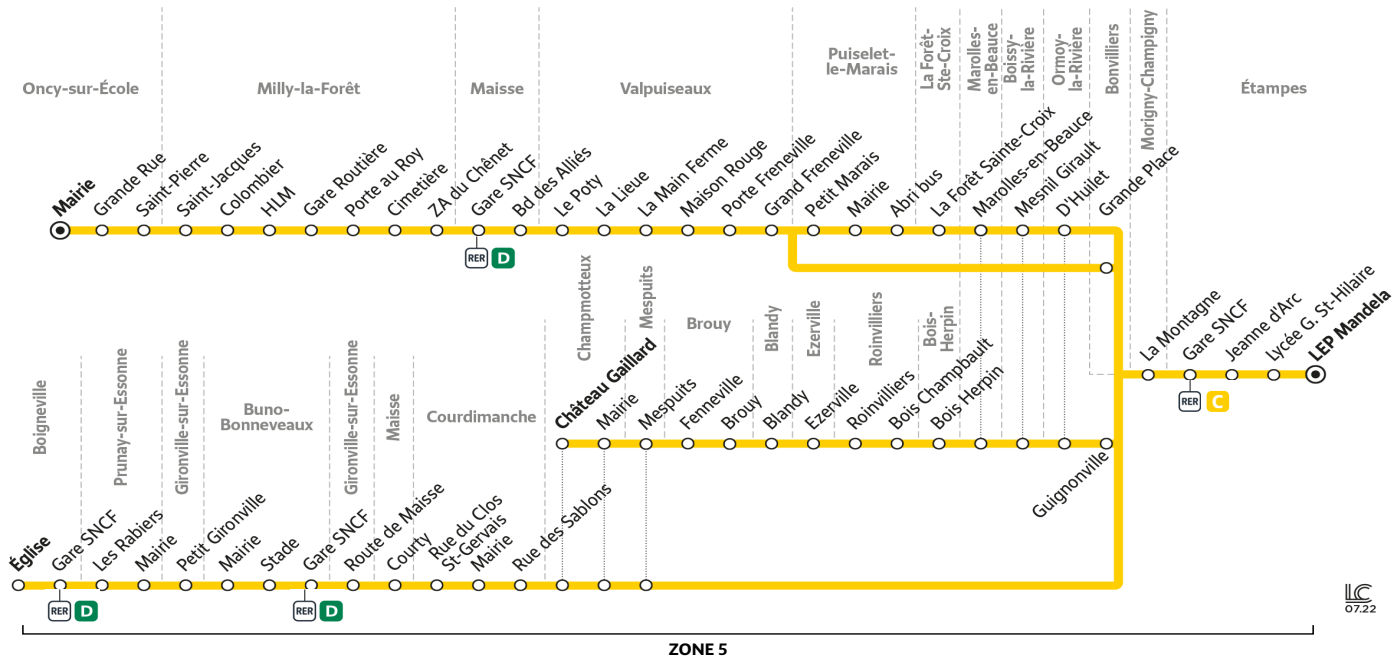 Oncy-sur-École
Milly-la-Forêt
Maisse
Valpuiseaux
Puiselet-
le-Marais
La Forêt-
Ste-Croix
Marolles-
en-Beauce
Boissy-
la-Rivière
Ormoy-
la-Rivière
Bonvilliers
Morigny-Champigny
Étampes
Mairie
Grande Rue
Saint-Pierre
Saint-Jacques
Colombier
HLM
Gare Routière
Porte au Roy
Cimetière
ZA du Chênet
Gare SNCF
Bd des Alliés
Le Poty
La Lieue
La Main Ferme
Maison Rouge
Porte Freneville
Grand Freneville
Petit Marais
Mairie
Abri bus
La Forêt Sainte-Croix
Marolles-en-Beauce
Mesnil Girault
D'Huilet
Grande Place
RER D
Champmotteux
Mespuits
Brouy
Blandy
Ezerville
Roinvilliers
Bois-
Herpin
La Montagne
Gare SNCF
Jeanne d'Arc
Lycée G. St-Hilaire
LEP Mandela
RER C
Château Gaillard
Mairie
Mespuits
Fenneville
Brouy
Blandy
Ezerville
Roinvilliers
Bois Champbault
Bois Herpin
Guignonville
Boigneville
Prunay-sur-Essonne
Gironville-sur-Essonne
Buno-
Bonneveaux
Gironville-sur-Essonne
Maisse
Courdimanche
Église
Gare SNCF
Les Rabiers
Mairie
Petit Gironville
Mairie
Stade
Gare SNCF
Route de Maisse
Courty
Rue du Clos
St-Gervais
Mairie
Rue des Sablons
RER D
RER D
LC
07.22
ZONE 5